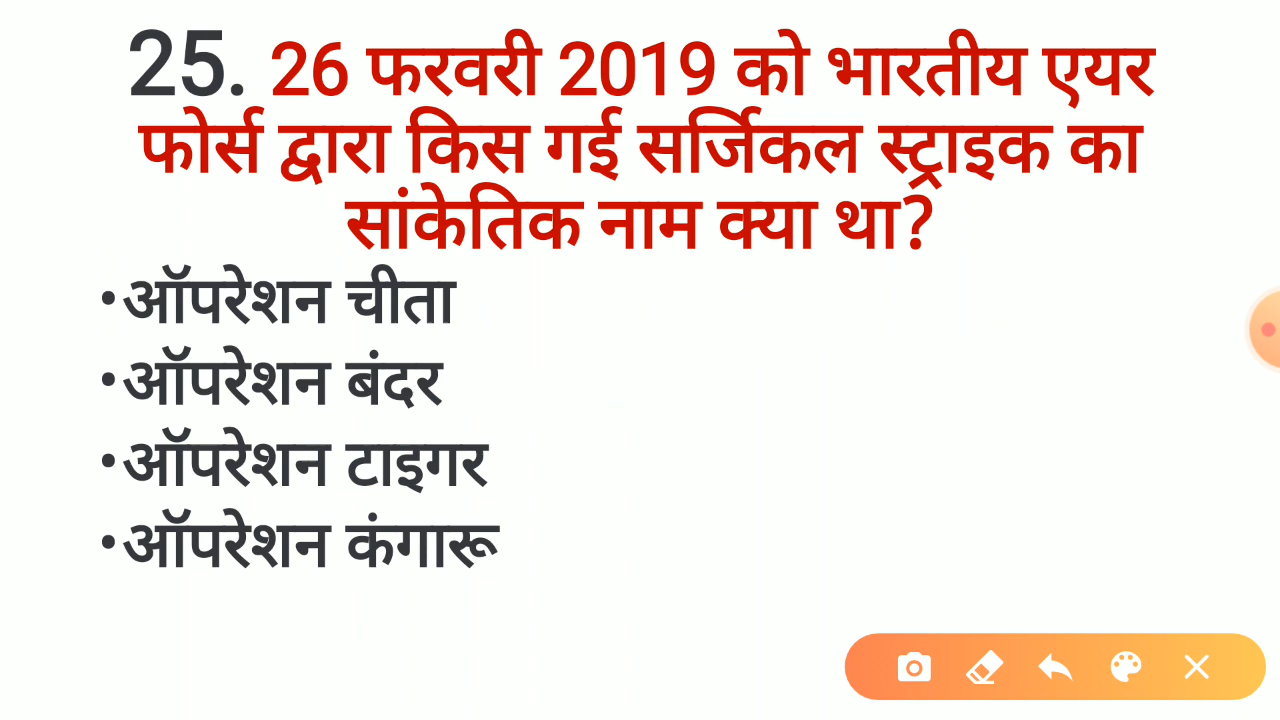 25. 26 फरवरी 2019 को भारतीय एयर
फोर्स द्वारा किस गई सर्जिकल स्ट्राइक का
सांकेतिक नाम क्या था?
•ऑपरेशन चीता
•ऑपरेशन बंदर
•ऑपरेशन टाइगर
•ऑपरेशन कंगारू